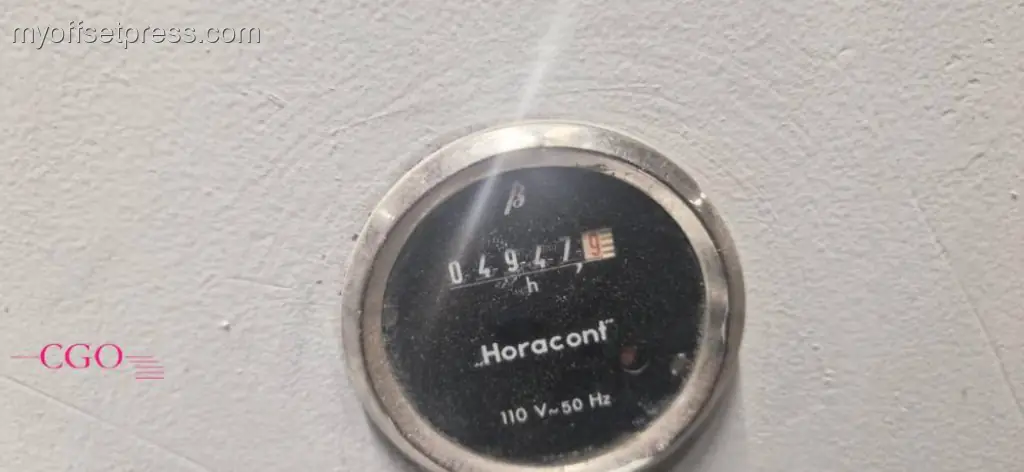 myoffsetpress.com
04947,9
h
„Horacont"
110 V~50 Hz
CGO